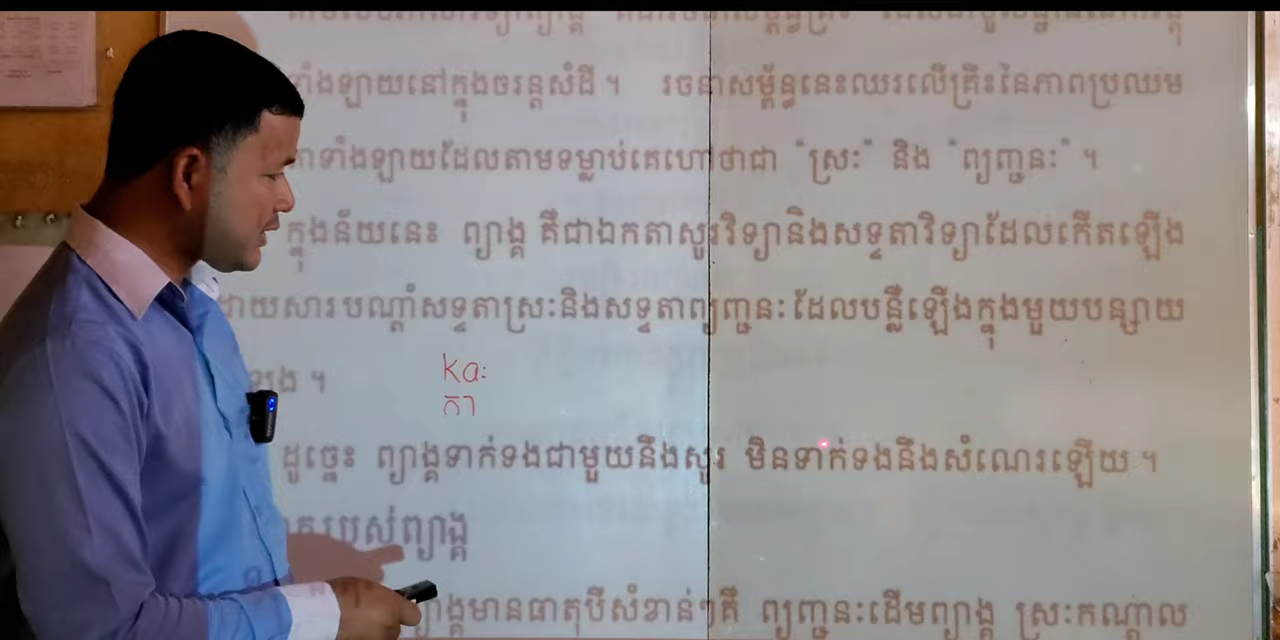 ទាំងឡាយនៅក្នុងចរន្តសំដី ។ រចនាសម្ព័ន្ធនេះឈរលើគ្រឹះនៃភាពប្រឈម
តាទាំងឡាយដែលតាមទម្លាប់គេហៅថាជា "ស្រៈ" និង "ព្យញ្ជនៈ" ។
ក្នុងន័យនេះ ព្យាង្គ គឺជាឯកតាសូរវិទ្យានិងសទ្ទតាវិទ្យាដែលកើតឡើង
ដោយសារបណ្ដាំសទ្ទតាស្រៈនិងសទ្ទតាព្យញ្ជនៈ ដែលបន្លឺឡើងក្នុងមួយបន្សាយ
ឡេង ។
Ka:
កា
ដូច្នេះ ព្យាង្គទាក់ទងជាមួយនឹងសូរ មិនទាក់ទងនឹងសំណេរឡើយ ។
របស់ព្យាង្គ
ព្យាង្គមានធាតុបីសំខាន់ៗគឺ ព្យញ្ជនៈដើមព្យាង្គ ស្រៈកណ្ដាល